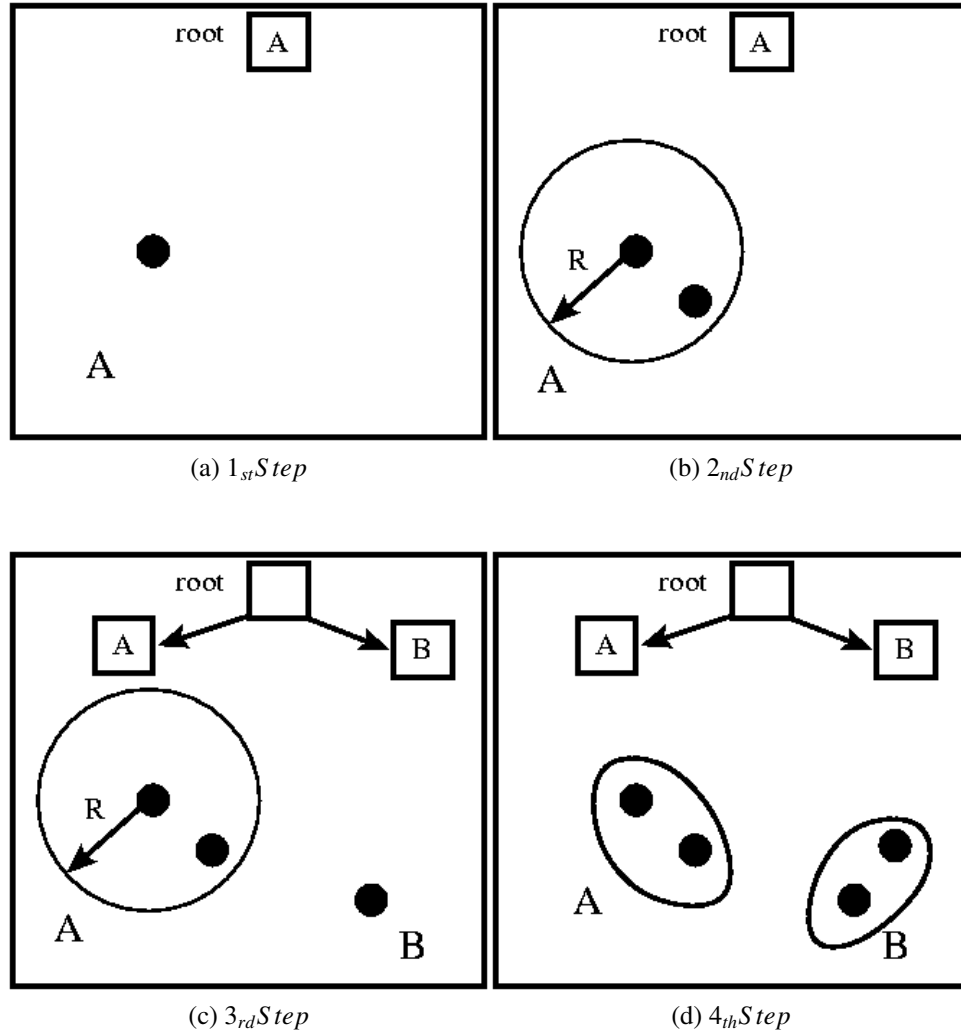 root A
A
(a) 1stStep
root A
R
A
(b) 2ndStep
root
A B
R
A
B
(c) 3rdStep
root
A B
A
B
(d) 4thStep